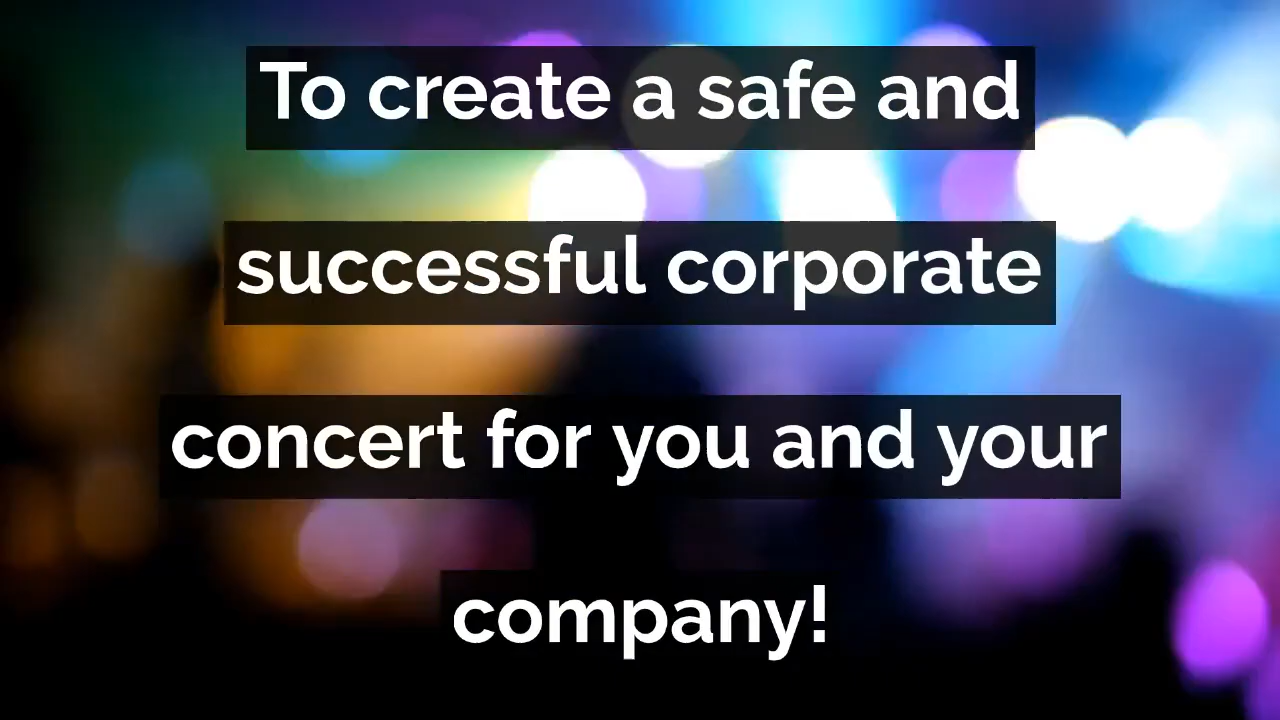 To create a safe and
successful corporate
concert for you and your
company!